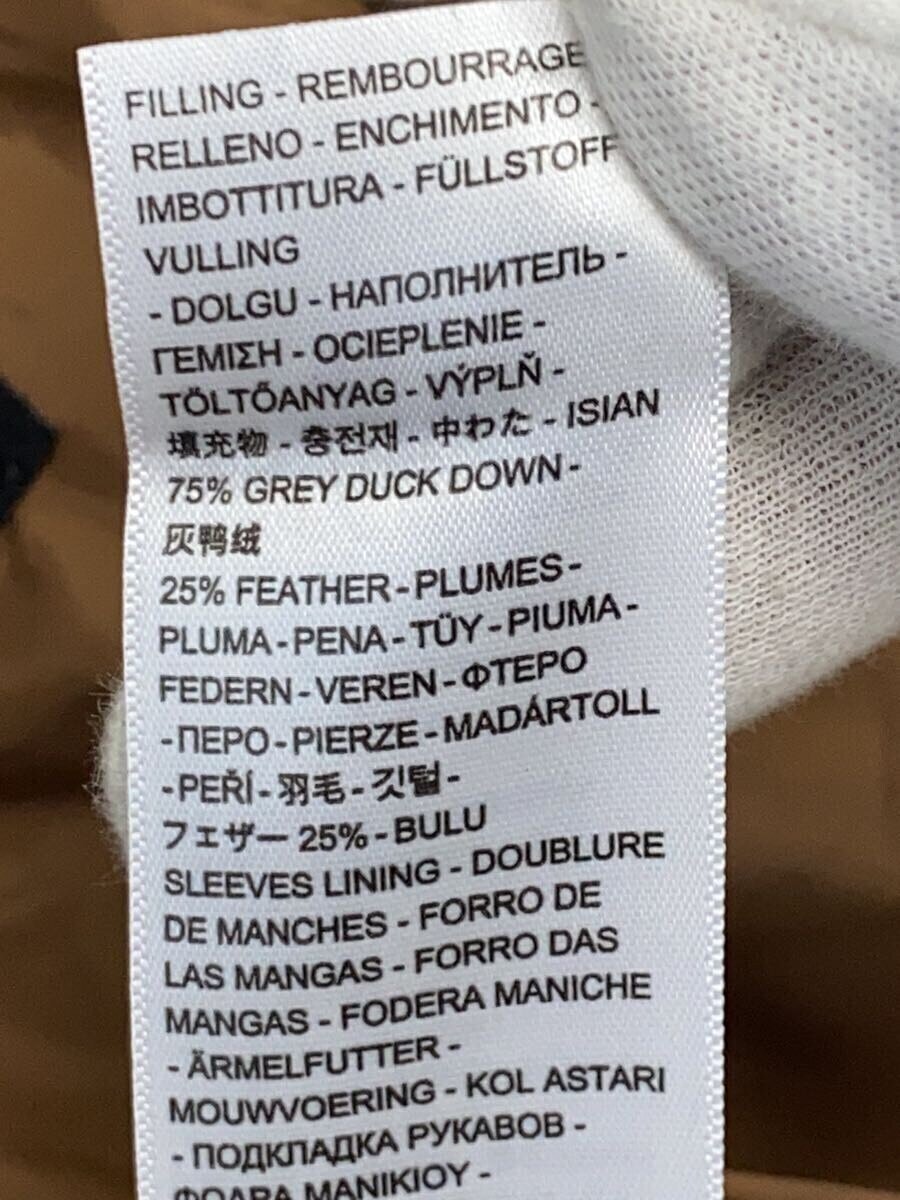 FILLING - REMBOURRAGE
RELLENO - ENCHIMENTO -
IMBOTTITURA - FÜLLSTOFF
VULLING
- DOLGU - НАПОЛНИТЕЛЬ -
ΓΕΜΙΣΗ - OCIEPLENIE -
TÖLTŐANYAG - VÝPLŇ -
填充物 - 충전재 - 中わた - ISIAN
75% GREY DUCK DOWN -
灰鸭绒
25% FEATHER - PLUMES -
PLUMA - PENA - TÜY - PIUMA -
FEDERN - VEREN - ΦΤΕΡΟ
- ПЕРО - PIERZE - MADÁRTOLL
- PEŘÍ - 羽毛 - 깃털 -
フェザー 25% - BULU
SLEEVES LINING - DOUBLURE
DE MANCHES - FORRO DE
LAS MANGAS - FORRO DAS
MANGAS - FODERA MANICHE
- ÄRMELFUTTER -
MOUWVOERING - KOL ASTARI
- ПОДКЛАДКА РУКАВОВ -
ΦΟΔΡΑ ΜΑΝΙΚΙΟΥ -